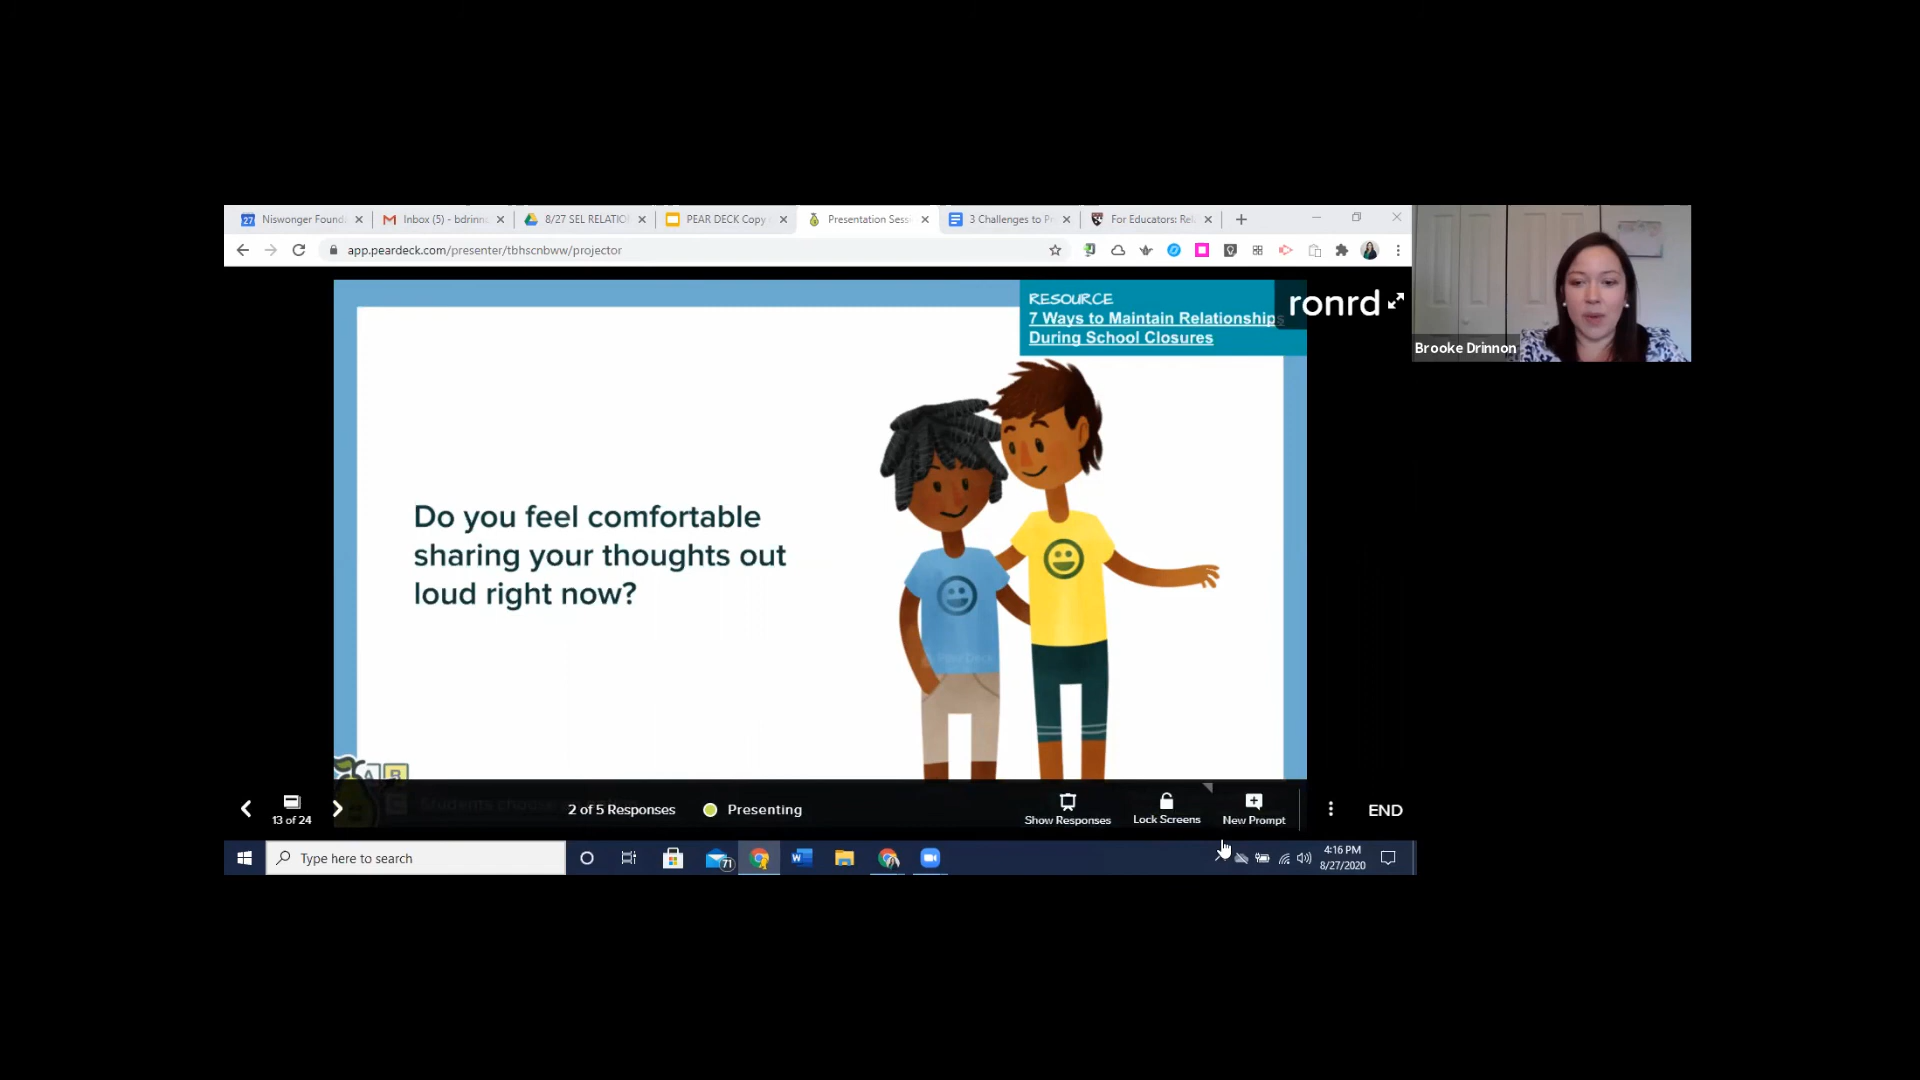 Niswonger Found
Inbox (5) - bdrinn
8/27 SEL RELATIO
PEAR DECK Copy
Presentation Sess
3 Challenges to P
For Educators: Rel
app.peardeck.com/presenter/tbhscnbww/projector
RESOURCE
7 Ways to Maintain Relationships
During School Closures
ronrd
Brooke Drinnon
Do you feel comfortable
sharing your thoughts out
loud right now?
13 of 24
2 of 5 Responses
Presenting
Show Responses
Lock Screens
New Prompt
END
Type here to search
71
4:16 PM
8/27/2020